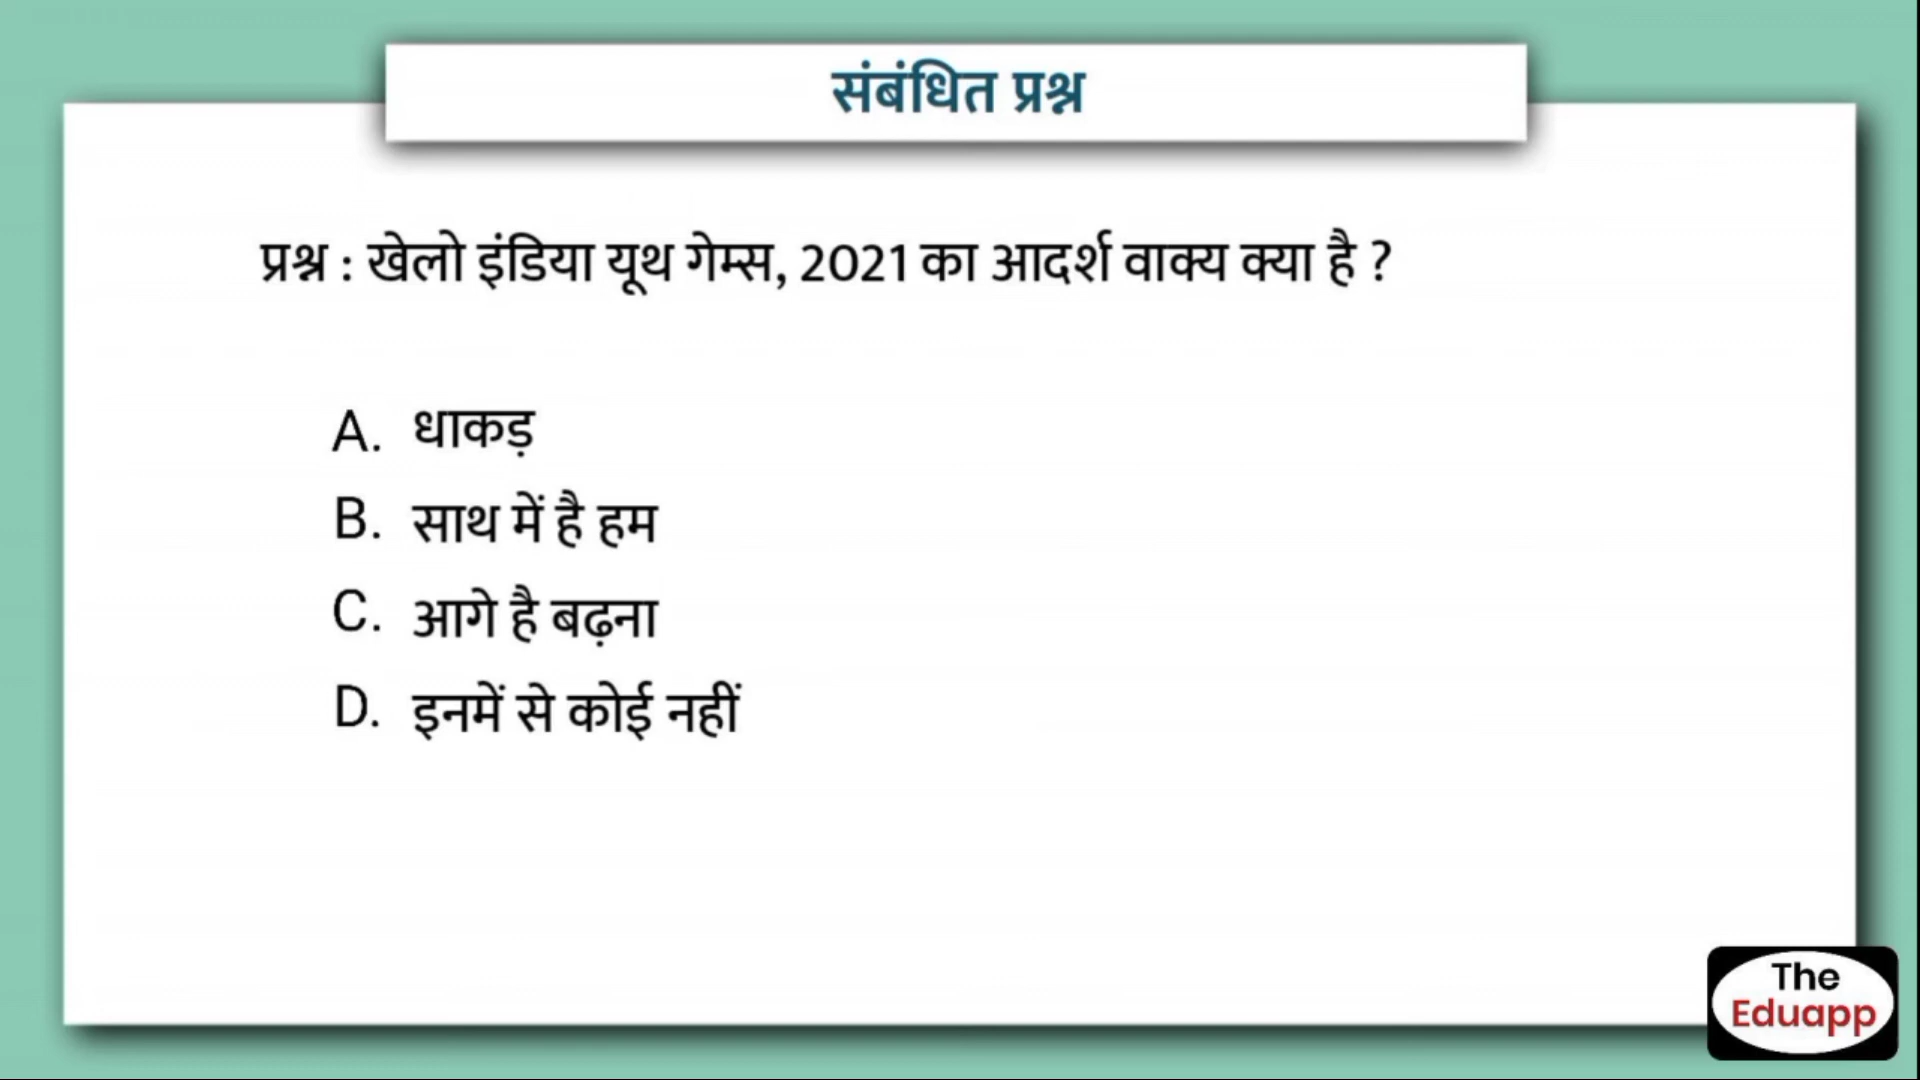 संबंधित प्रश्न
प्रश्न : खेलो इंडिया यूथ गेम्स, 2021 का आदर्श वाक्य क्या है ?
A. धाकड़
B. साथ में है हम
C. आगे है बढ़ना
D. इनमें से कोई नहीं
The
Eduapp